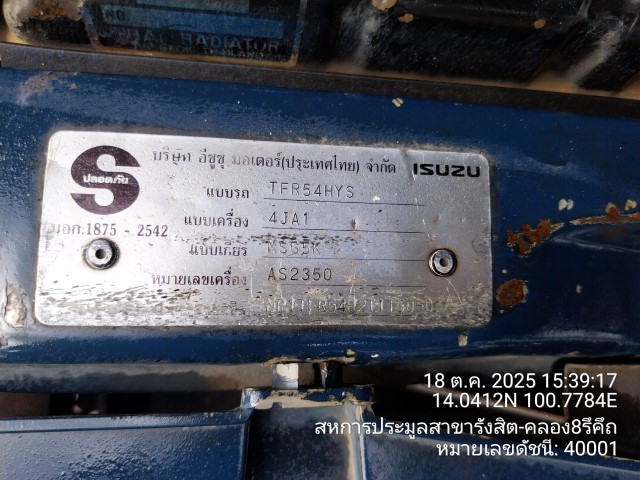 NO.
DUAL RADIATOR
S
ปลอดภัย
มอก.1875 - 2542
บริษัท อีซูซุ มอเตอร์(ประเทศไทย) จำกัด ISUZU
แบบรถ TFR54HYS
แบบเครื่อง 4JA1
แบบเกียร์
หมายเลขเครื่อง AS2350
18 ต.ค. 2025 15:39:17
14.0412N 100.7784E
สหการประมูลสาขารังสิต-คลอง8รีคีถ
หมายเลขดัชนี: 40001